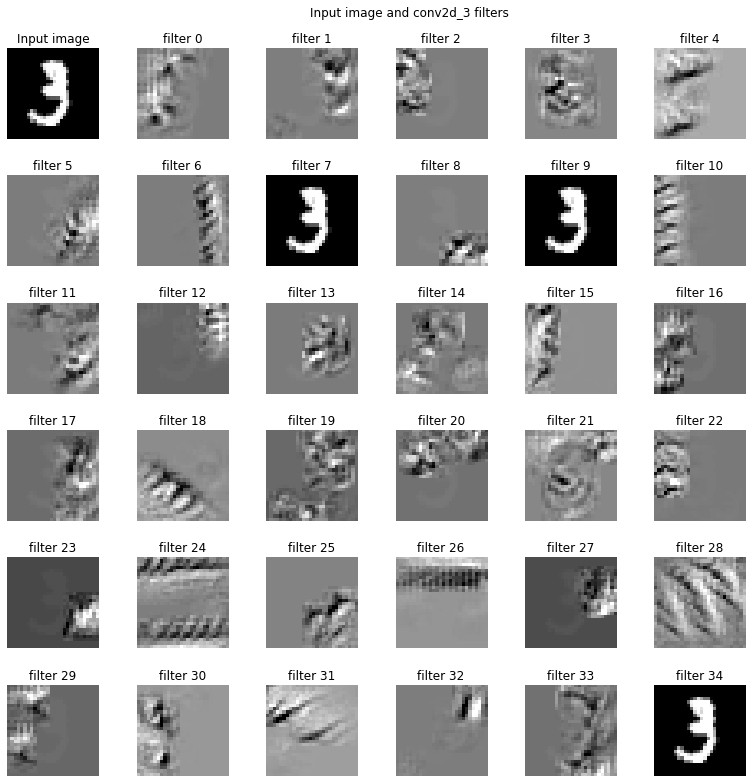 Input image and conv2d_3 filters
Input image filter 0 filter 1 filter 2 filter 3 filter 4
3
filter 5 filter 6 filter 7 filter 8 filter 9 filter 10
3 3
filter 11 filter 12 filter 13 filter 14 filter 15 filter 16
filter 17 filter 18 filter 19 filter 20 filter 21 filter 22
filter 23 filter 24 filter 25 filter 26 filter 27 filter 28
filter 29 filter 30 filter 31 filter 32 filter 33 filter 34
3